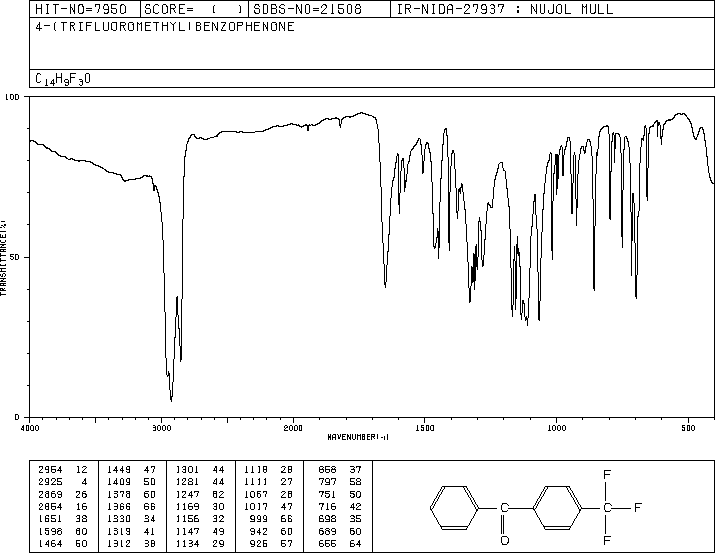 HIT-NO=7950 SCORE= ( ) SDBS-NO=21508 IR-NIDA-27937 : NUJOL MULL
4-(TRIFLUOROMETHYL)BENZOPHENONE
C14H9F3O
100
50
0
TRANSMITTANCE(%)
4000 3000 2000 1500 1000 500
WAVENUMBER(-1)
2954 12 1449 47 1301 44 1118 28 858 37
2925 4 1409 50 1281 44 1111 27 797 58
2869 26 1378 60 1247 62 1067 28 751 50
2854 16 1366 66 1169 30 1017 47 716 42
1651 38 1330 34 1156 32 999 66 698 35
1598 60 1319 41 1147 49 942 60 689 50
1464 50 1312 38 1134 29 925 57 655 64
F
C C F
O F